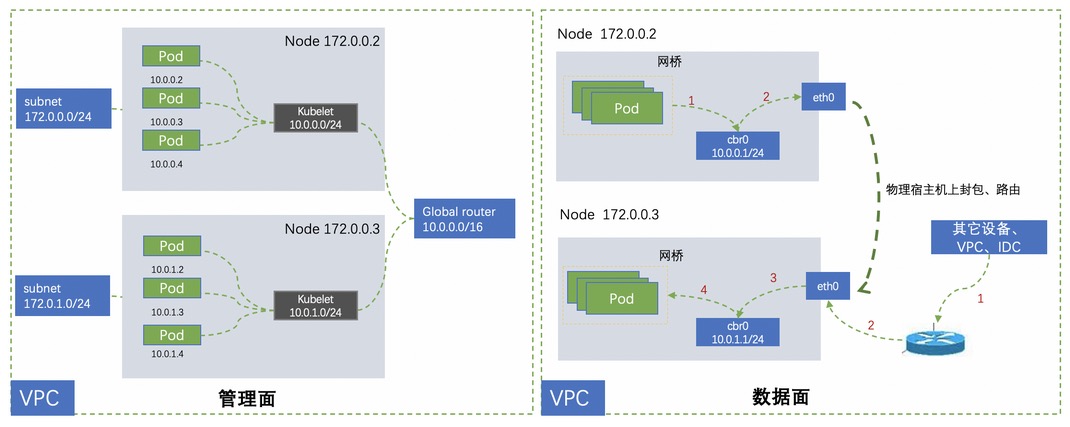 Node 172.0.0.2
Pod
10.0.0.2
subnet
172.0.0.0/24
Pod
10.0.0.3
Kubelet
10.0.0.0/24
Pod
10.0.0.4
Global router
10.0.0.0/16
Node 172.0.0.3
Pod
10.0.1.2
subnet
172.0.1.0/24
Pod
10.0.1.3
Kubelet
10.0.1.0/24
Pod
10.0.1.4
VPC
管理面
Node 172.0.0.2
网桥
Pod
1
2
eth0
cbr0
10.0.0.1/24
物理宿主机上封包、路由
Node 172.0.0.3
网桥
Pod
4
3
eth0
cbr0
10.0.1.1/24
其它设备、
VPC、IDC
1
2
VPC
数据面